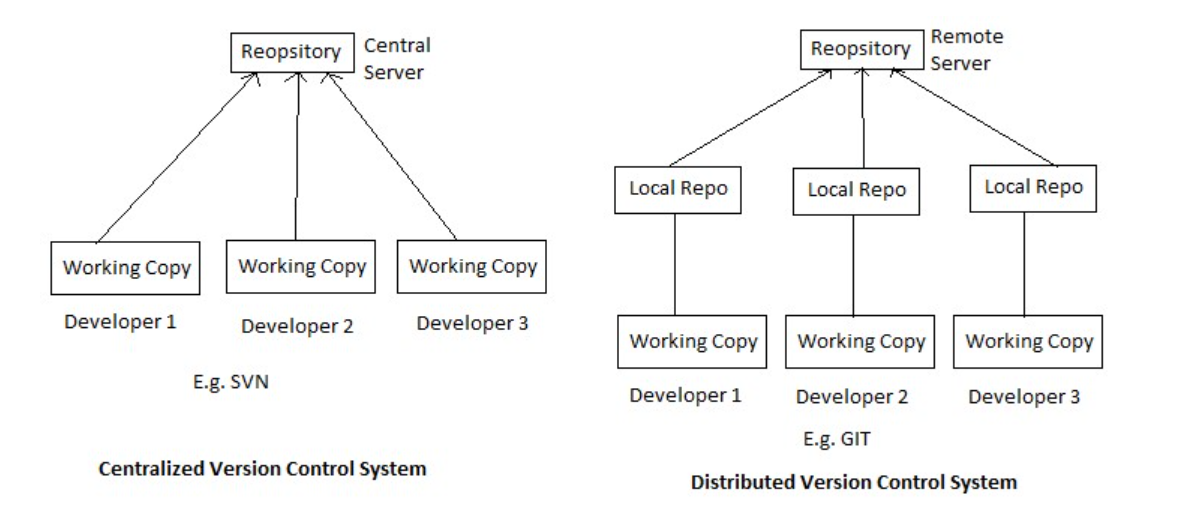 Reopsitory
Central
Server
Working Copy
Working Copy
Working Copy
Developer 1
Developer 2
Developer 3
E.g. SVN
Centralized Version Control System
Reopsitory
Remote
Server
Local Repo
Local Repo
Local Repo
Working Copy
Working Copy
Working Copy
Developer 1
Developer 2
Developer 3
E.g. GIT
Distributed Version Control System